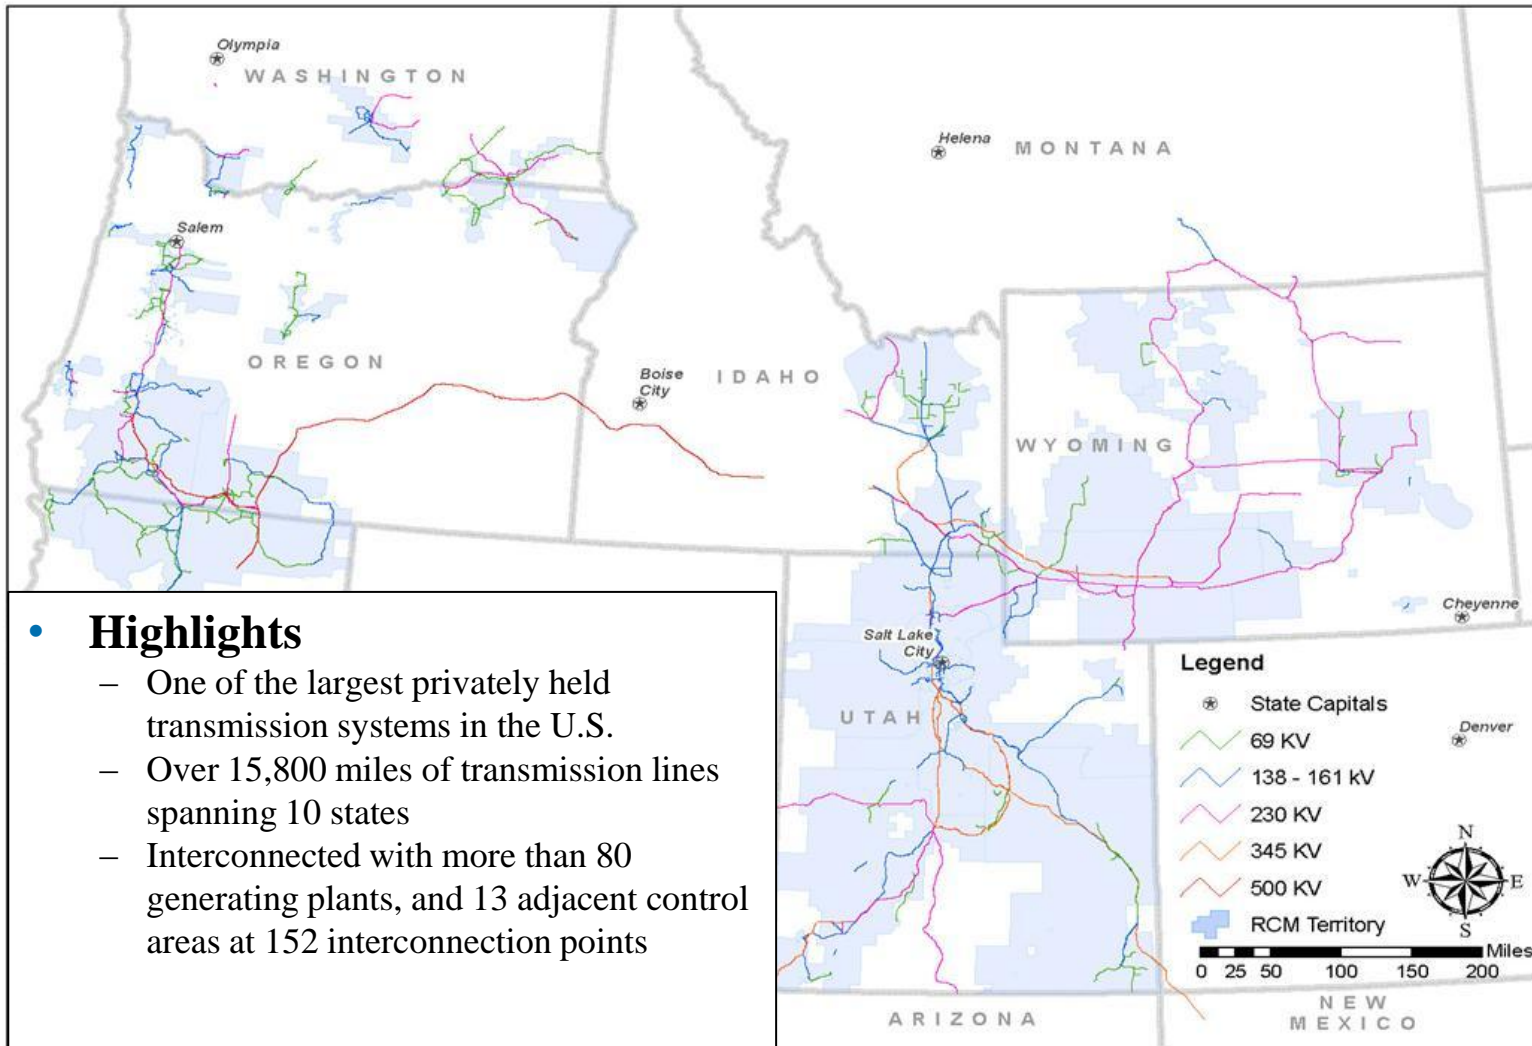 Olympia
WASHINGTON
Helena
MONTANA
Salem
OREGON
Boise
City
IDAHO
WYOMING
Cheyenne
Salt Lake
City
UTAH
Denver
ARIZONA
NEW
MEXICO
• Highlights
– One of the largest privately held
transmission systems in the U.S.
– Over 15,800 miles of transmission lines
spanning 10 states
– Interconnected with more than 80
generating plants, and 13 adjacent control
areas at 152 interconnection points
Legend
State Capitals
69 KV
138 - 161 kV
230 KV
345 KV
500 KV
RCM Territory
N
W E
S
Miles
0 25 50 100 150 200